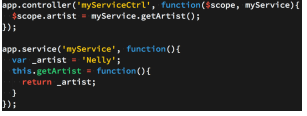 app.controller('myServiceCtrl', function($scope, myService){
  $scope.artist = myService.getArtist();
});
app.service('myService', function(){
  var _artist = 'Nelly';
  this.getArtist = function(){
    return _artist;
  }
});